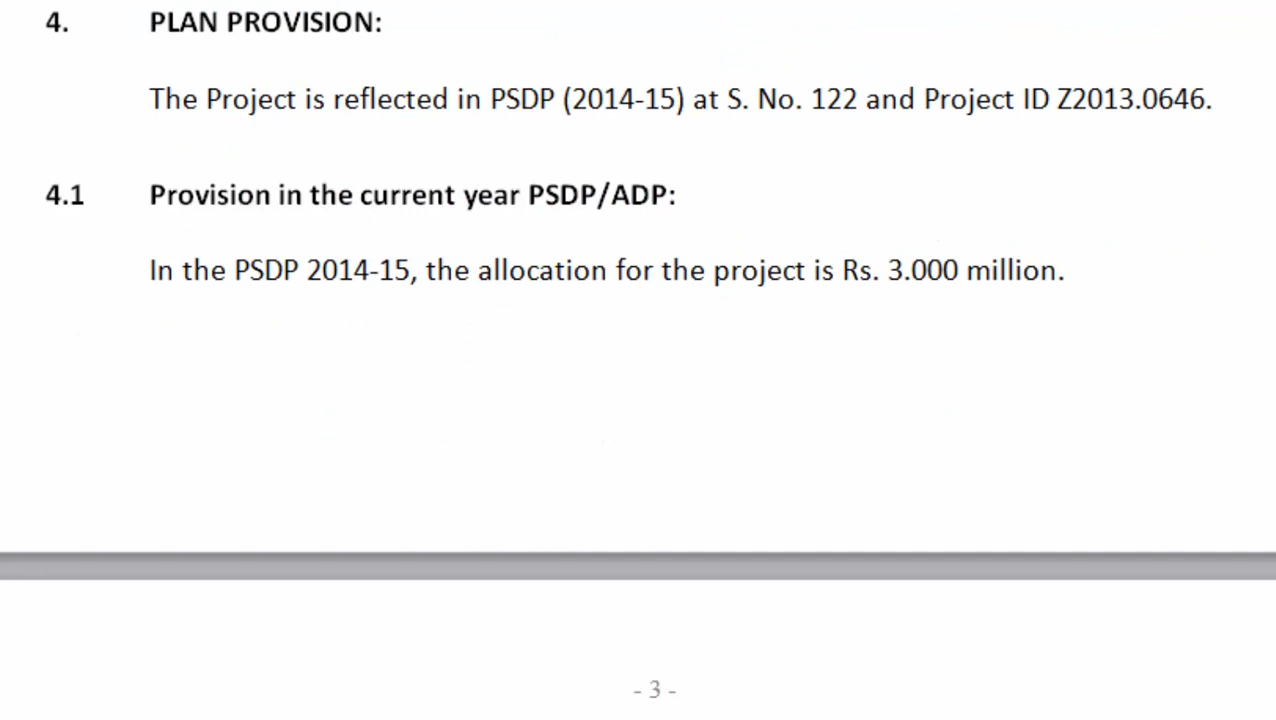 4. PLAN PROVISION:
The Project is reflected in PSDP (2014-15) at S. No. 122 and Project ID Z2013.0646.
4.1 Provision in the current year PSDP/ADP:
In the PSDP 2014-15, the allocation for the project is Rs. 3.000 million.
- 3 -